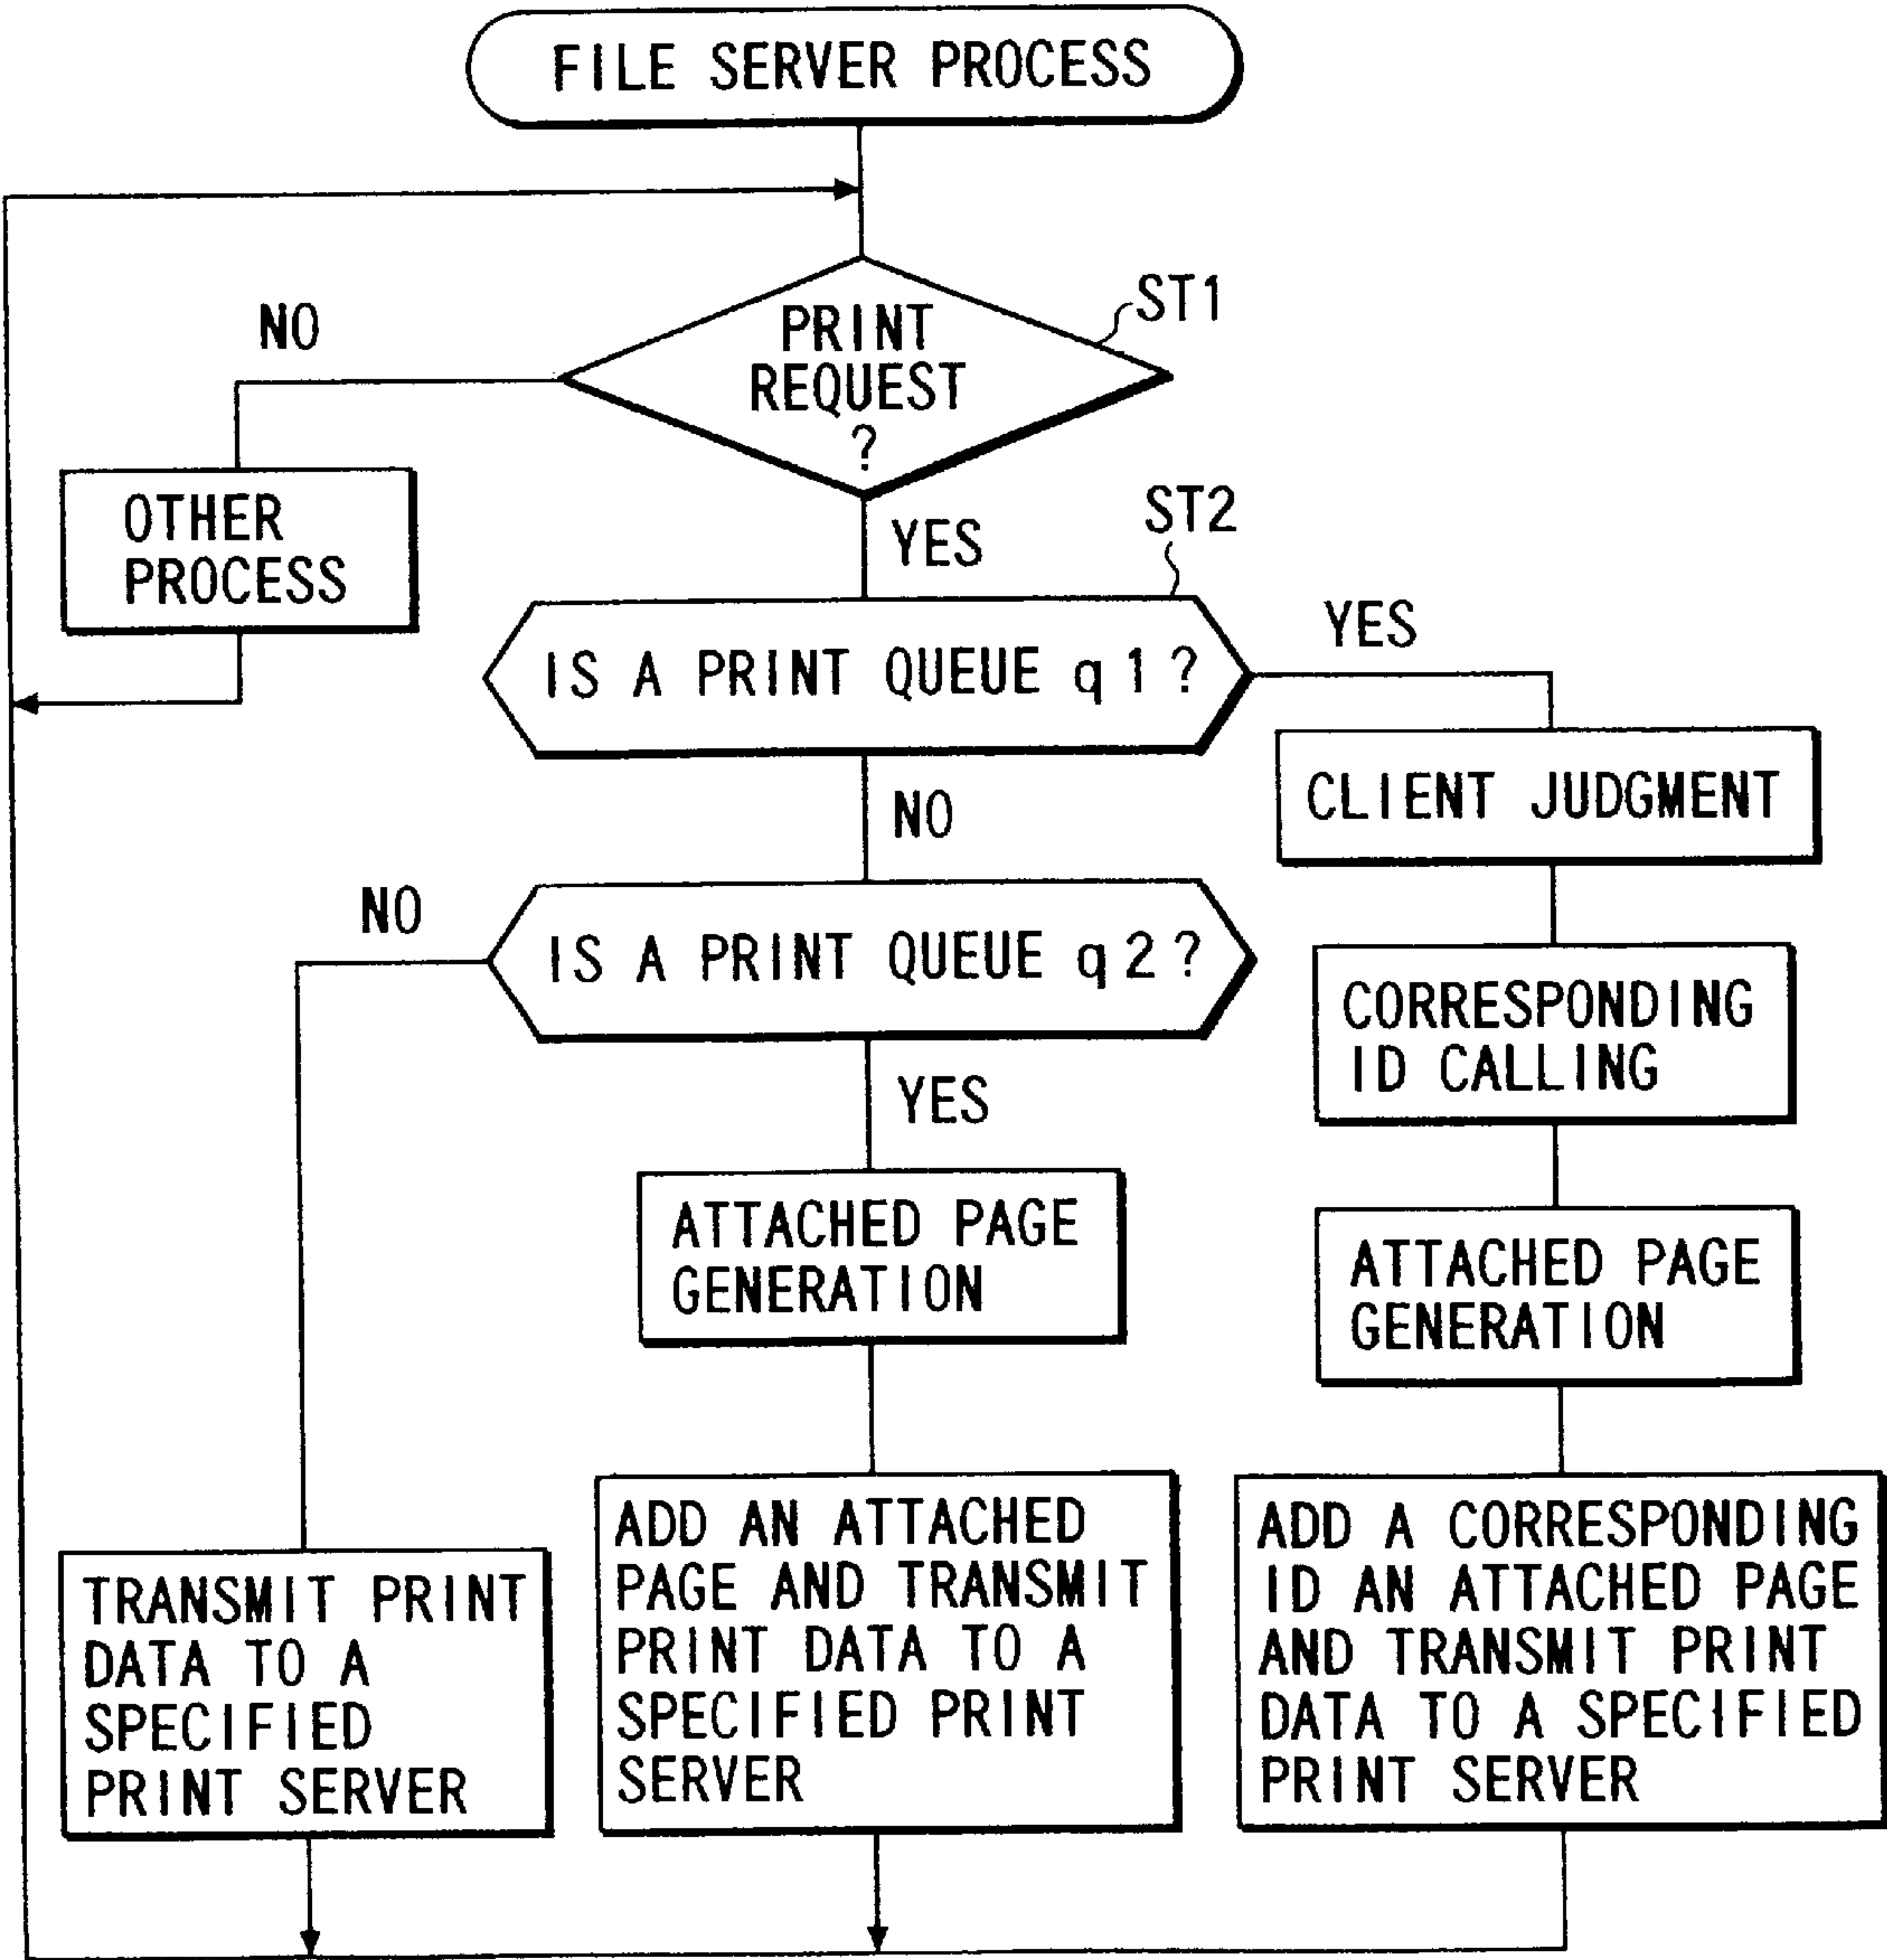 FILE SERVER PROCESS
ST1
NO
PRINT
REQUEST
?
ST2
YES
OTHER
PROCESS
IS A PRINT QUEUE q1?
YES
CLIENT JUDGMENT
NO
NO
IS A PRINT QUEUE q2?
CORRESPONDING
ID CALLING
YES
ATTACHED PAGE
GENERATION
ATTACHED PAGE
GENERATION
TRANSMIT PRINT
DATA TO A
SPECIFIED
PRINT SERVER
ADD AN ATTACHED
PAGE AND TRANSMIT
PRINT DATA TO A
SPECIFIED PRINT
SERVER
ADD A CORRESPONDING
ID AN ATTACHED PAGE
AND TRANSMIT PRINT
DATA TO A SPECIFIED
PRINT SERVER